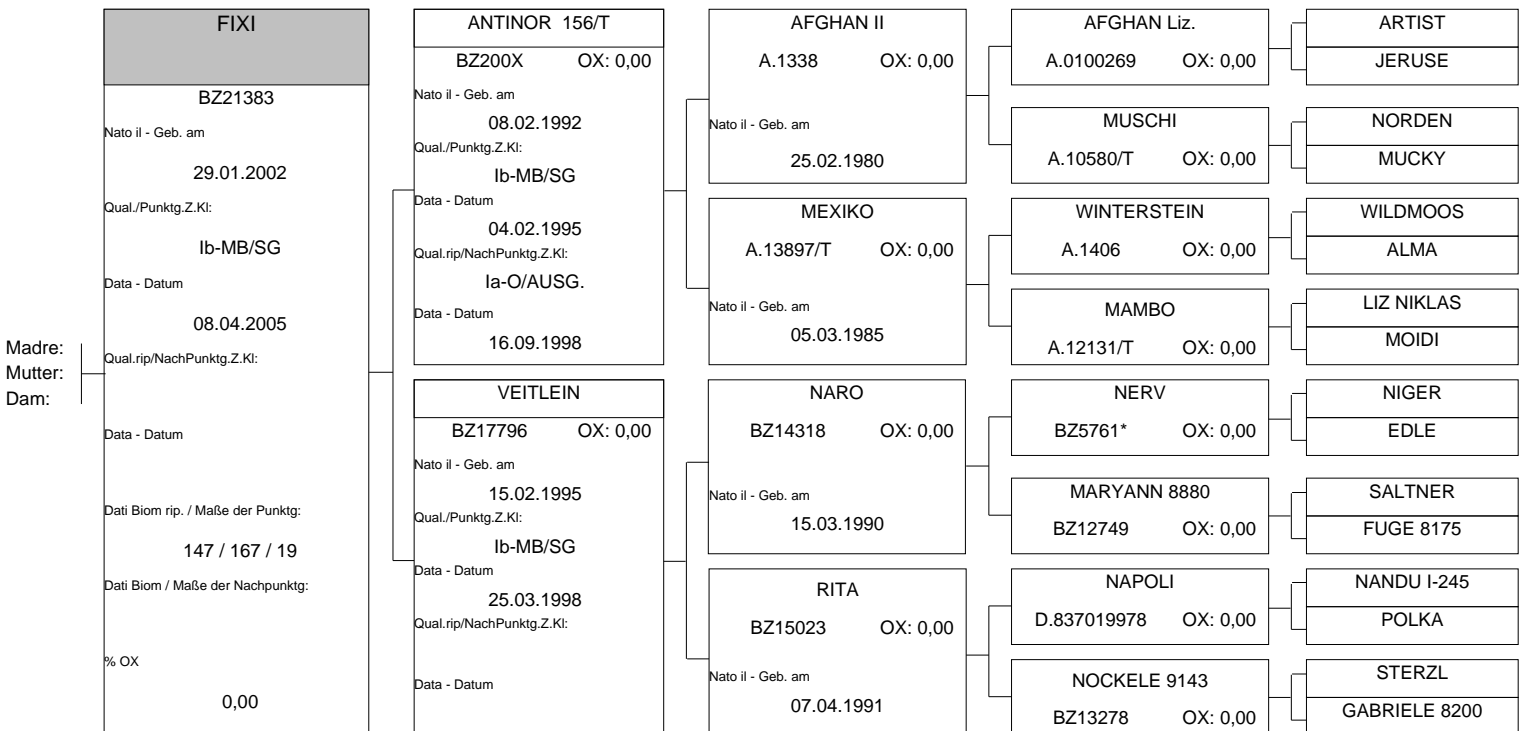 Madre:
Mutter:
Dam:
FIXI
BZ21383
Nato il - Geb. am
29.01.2002
Qual./Punktg.Z.Kl:
Ib-MB/SG
Data - Datum
08.04.2005
Qual.rip/NachPunktg.Z.Kl:
Data - Datum
Dati Biom rip. / Maße der Punktg:
147 / 167 / 19
Dati Biom / Maße der Nachpunktg:
% OX
0,00
ANTINOR 156/T
BZ200X OX: 0,00
Nato il - Geb. am
08.02.1992
Qual./Punktg.Z.Kl:
Ib-MB/SG
Data - Datum
04.02.1995
Qual.rip/NachPunktg.Z.Kl:
Ia-O/AUSG.
Data - Datum
16.09.1998
VEITLEIN
BZ17796 OX: 0,00
Nato il - Geb. am
15.02.1995
Qual./Punktg.Z.Kl:
Ib-MB/SG
Data - Datum
25.03.1998
Qual.rip/NachPunktg.Z.Kl:
Data - Datum
AFGHAN II
A.1338 OX: 0,00
Nato il - Geb. am
25.02.1980
MEXIKO
A.13897/T OX: 0,00
Nato il - Geb. am
05.03.1985
NARO
BZ14318 OX: 0,00
Nato il - Geb. am
15.03.1990
RITA
BZ15023 OX: 0,00
Nato il - Geb. am
07.04.1991
AFGHAN Liz.
A.0100269 OX: 0,00
MUSCHI
A.10580/T OX: 0,00
WINTERSTEIN
A.1406 OX: 0,00
MAMBO
A.12131/T OX: 0,00
NERV
BZ5761* OX: 0,00
MARYANN 8880
BZ12749 OX: 0,00
NAPOLI
D.837019978 OX: 0,00
NOCKELE 9143
BZ13278 OX: 0,00
ARTIST
JERUSE
NORDEN
MUCKY
WILDMOOS
ALMA
LIZ NIKLAS
MOIDI
NIGER
EDLE
SALTNER
FUGE 8175
NANDU I-245
POLKA
STERZL
GABRIELE 8200